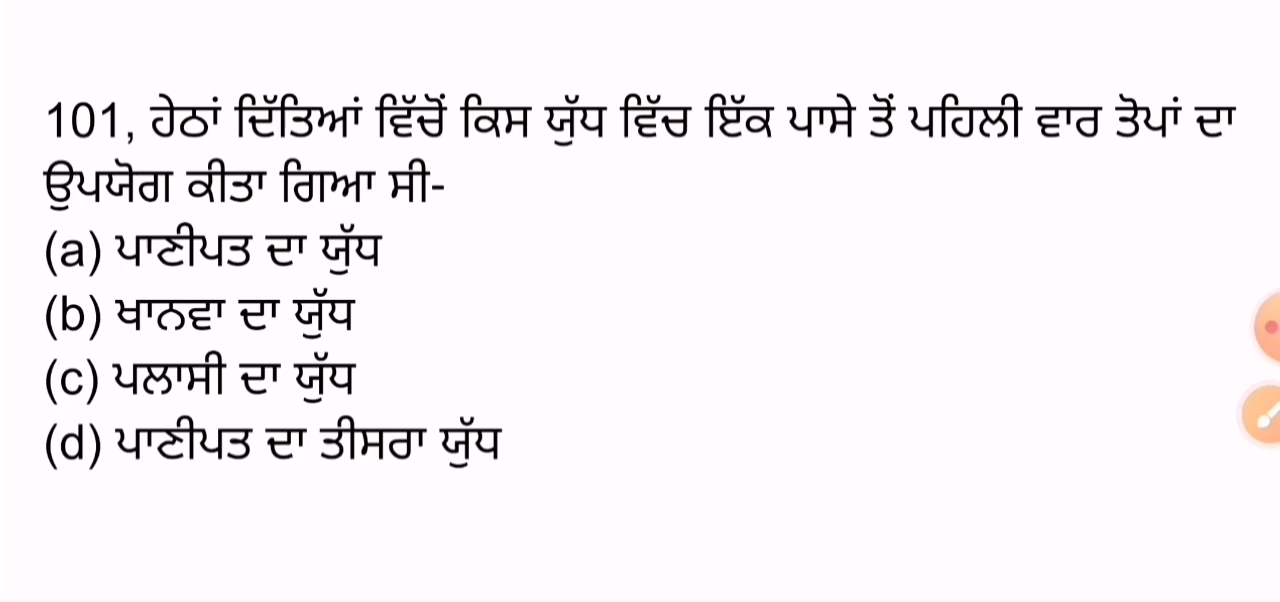 101, ਹੇਠਾਂ ਦਿੱਤਿਆਂ ਵਿੱਚੋਂ ਕਿਸ ਯੁੱਧ ਵਿੱਚ ਇੱਕ ਪਾਸੇ ਤੋਂ ਪਹਿਲੀ ਵਾਰ ਤੋਪਾਂ ਦਾ
ਉਪਯੋਗ ਕੀਤਾ ਗਿਆ ਸੀ-
(a) ਪਾਣੀਪਤ ਦਾ ਯੁੱਧ
(b) ਖਾਨਵਾ ਦਾ ਯੁੱਧ
(c) ਪਲਾਸੀ ਦਾ ਯੁੱਧ
(d) ਪਾਣੀਪਤ ਦਾ ਤੀਸਰਾ ਯੁੱਧ